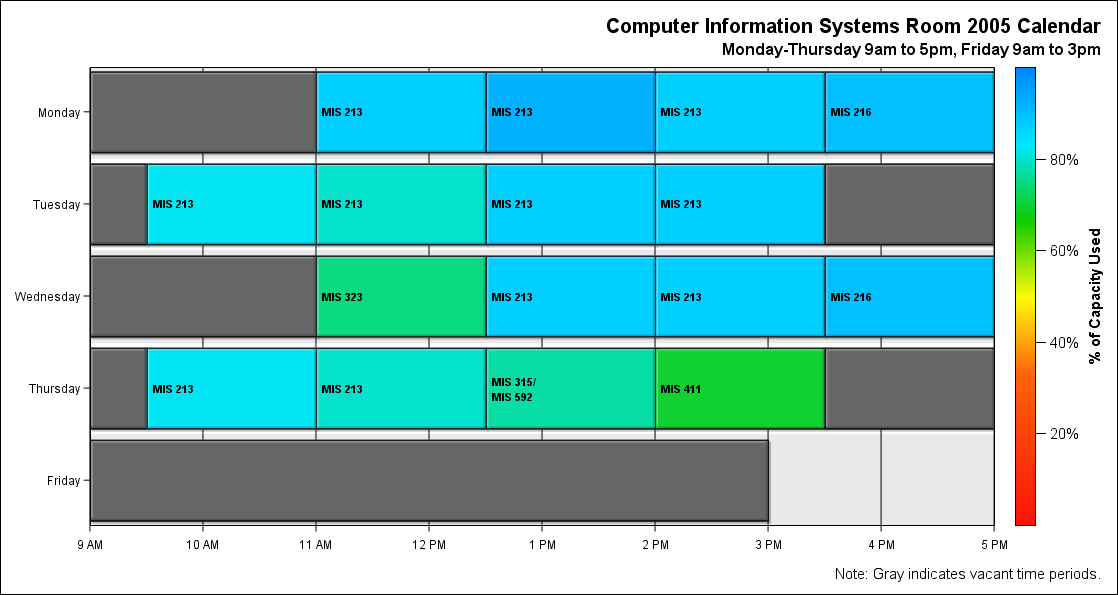 Computer Information Systems Room 2005 Calendar
Monday-Thursday 9am to 5pm, Friday 9am to 3pm
Monday
MIS 213
MIS 213
MIS 213
MIS 216
Tuesday
MIS 213
MIS 213
MIS 213
MIS 213
Wednesday
MIS 323
MIS 213
MIS 213
MIS 216
Thursday
MIS 213
MIS 213
MIS 315/
MIS 592
MIS 411
Friday
9 AM
10 AM
11 AM
12 PM
1 PM
2 PM
3 PM
4 PM
5 PM
80%
60%
40%
20%
% of Capacity Used
Note: Gray indicates vacant time periods.